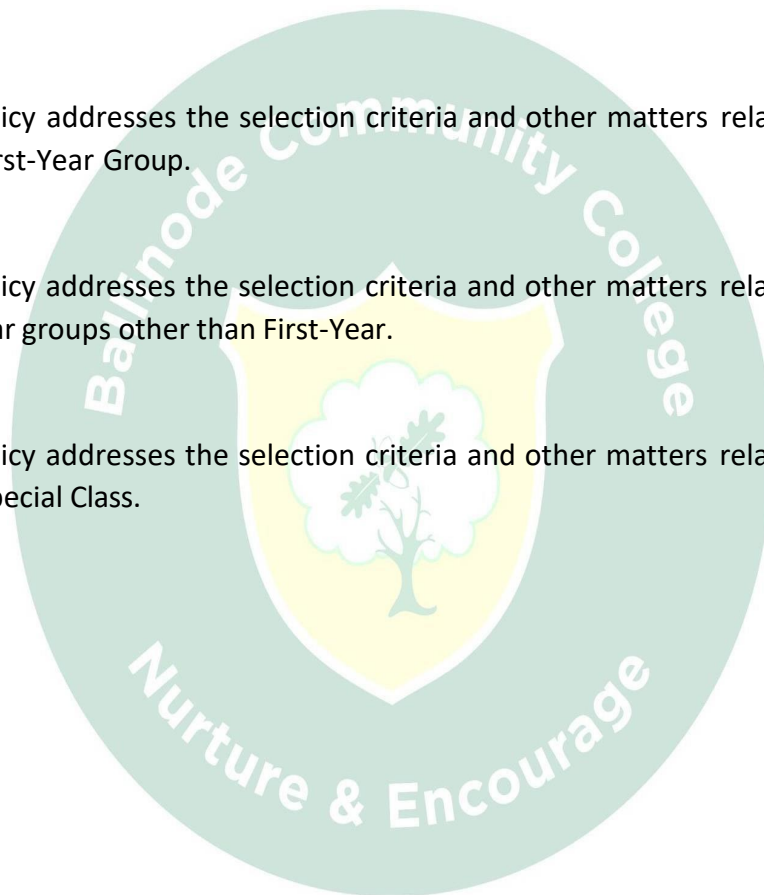 icy addresses the selection criteria and other matters rela
rst-Year Group.
icy addresses the selection criteria and other matters rela
ar groups other than First-Year.
icy addresses the selection criteria and other matters rela
pecial Class.
Ballinode Community College
Nurture & Encourage